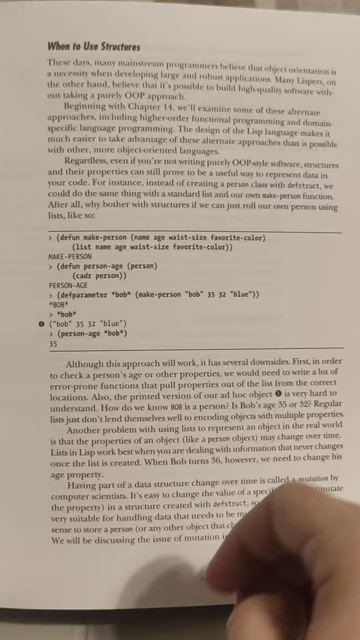 When to Use Structures
These days, many mainstream programmers believe that object orientation is
a necessity when developing large and robust applications. Many Lispers, on
the other hand, believe that it's possible to build high-quality software with-
out taking a purely OOP approach.
Beginning with Chapter 14, we'll examine some of these alternate
approaches, including higher-order functional programming and domain-
specific language programming. The design of the Lisp language makes it
much easier to take advantage of these alternate approaches than is possible
with other, more object-oriented languages.
Regardless, even if you're not writing purely OOP-style software, structures
and their properties can still prove to be a useful way to represent data in
your code. For instance, instead of creating a person class with defstruct, we
could do the same thing with a standard list and our own make-person function.
After all, why bother with structures if we can just roll our own person using
lists, like so:
> (defun make-person (name age waist-size favorite-color)
(list name age waist-size favorite-color))
MAKE-PERSON
> (defun person-age (person)
(cadr person))
PERSON-AGE
> (defparameter *bob* (make-person "bob" 35 32 "blue"))
*BOB*
> *bob*
❶ ("bob" 35 32 "blue")
> (person-age *bob*)
35
Although this approach will work, it has several downsides. First, in order
to check a person's age or other properties, we would need to write a lot of
error-prone functions that pull properties out of the list from the correct
locations. Also, the printed version of our ad hoc object ❶ is very hard to
understand. How do we know BOB is a person? Is Bob's age 35 or 32? Regular
lists just don't lend themselves well to encoding objects with multiple properties.
Another problem with using lists to represent an object in the real world
is that the properties of an object (like a person object) may change over time.
Lists in Lisp work best when you are dealing with information that never changes
once the list is created. When Bob turns 36, however, we need to change his
age property.
Having part of a data structure change over time is called a mutation by
computer scientists. It's easy to change the value of a mutate
the property) in a structure created with defstruct,
very suitable for handling data that needs to be
sense to store a person (or any other object that
We will be discussing the issue of mutation